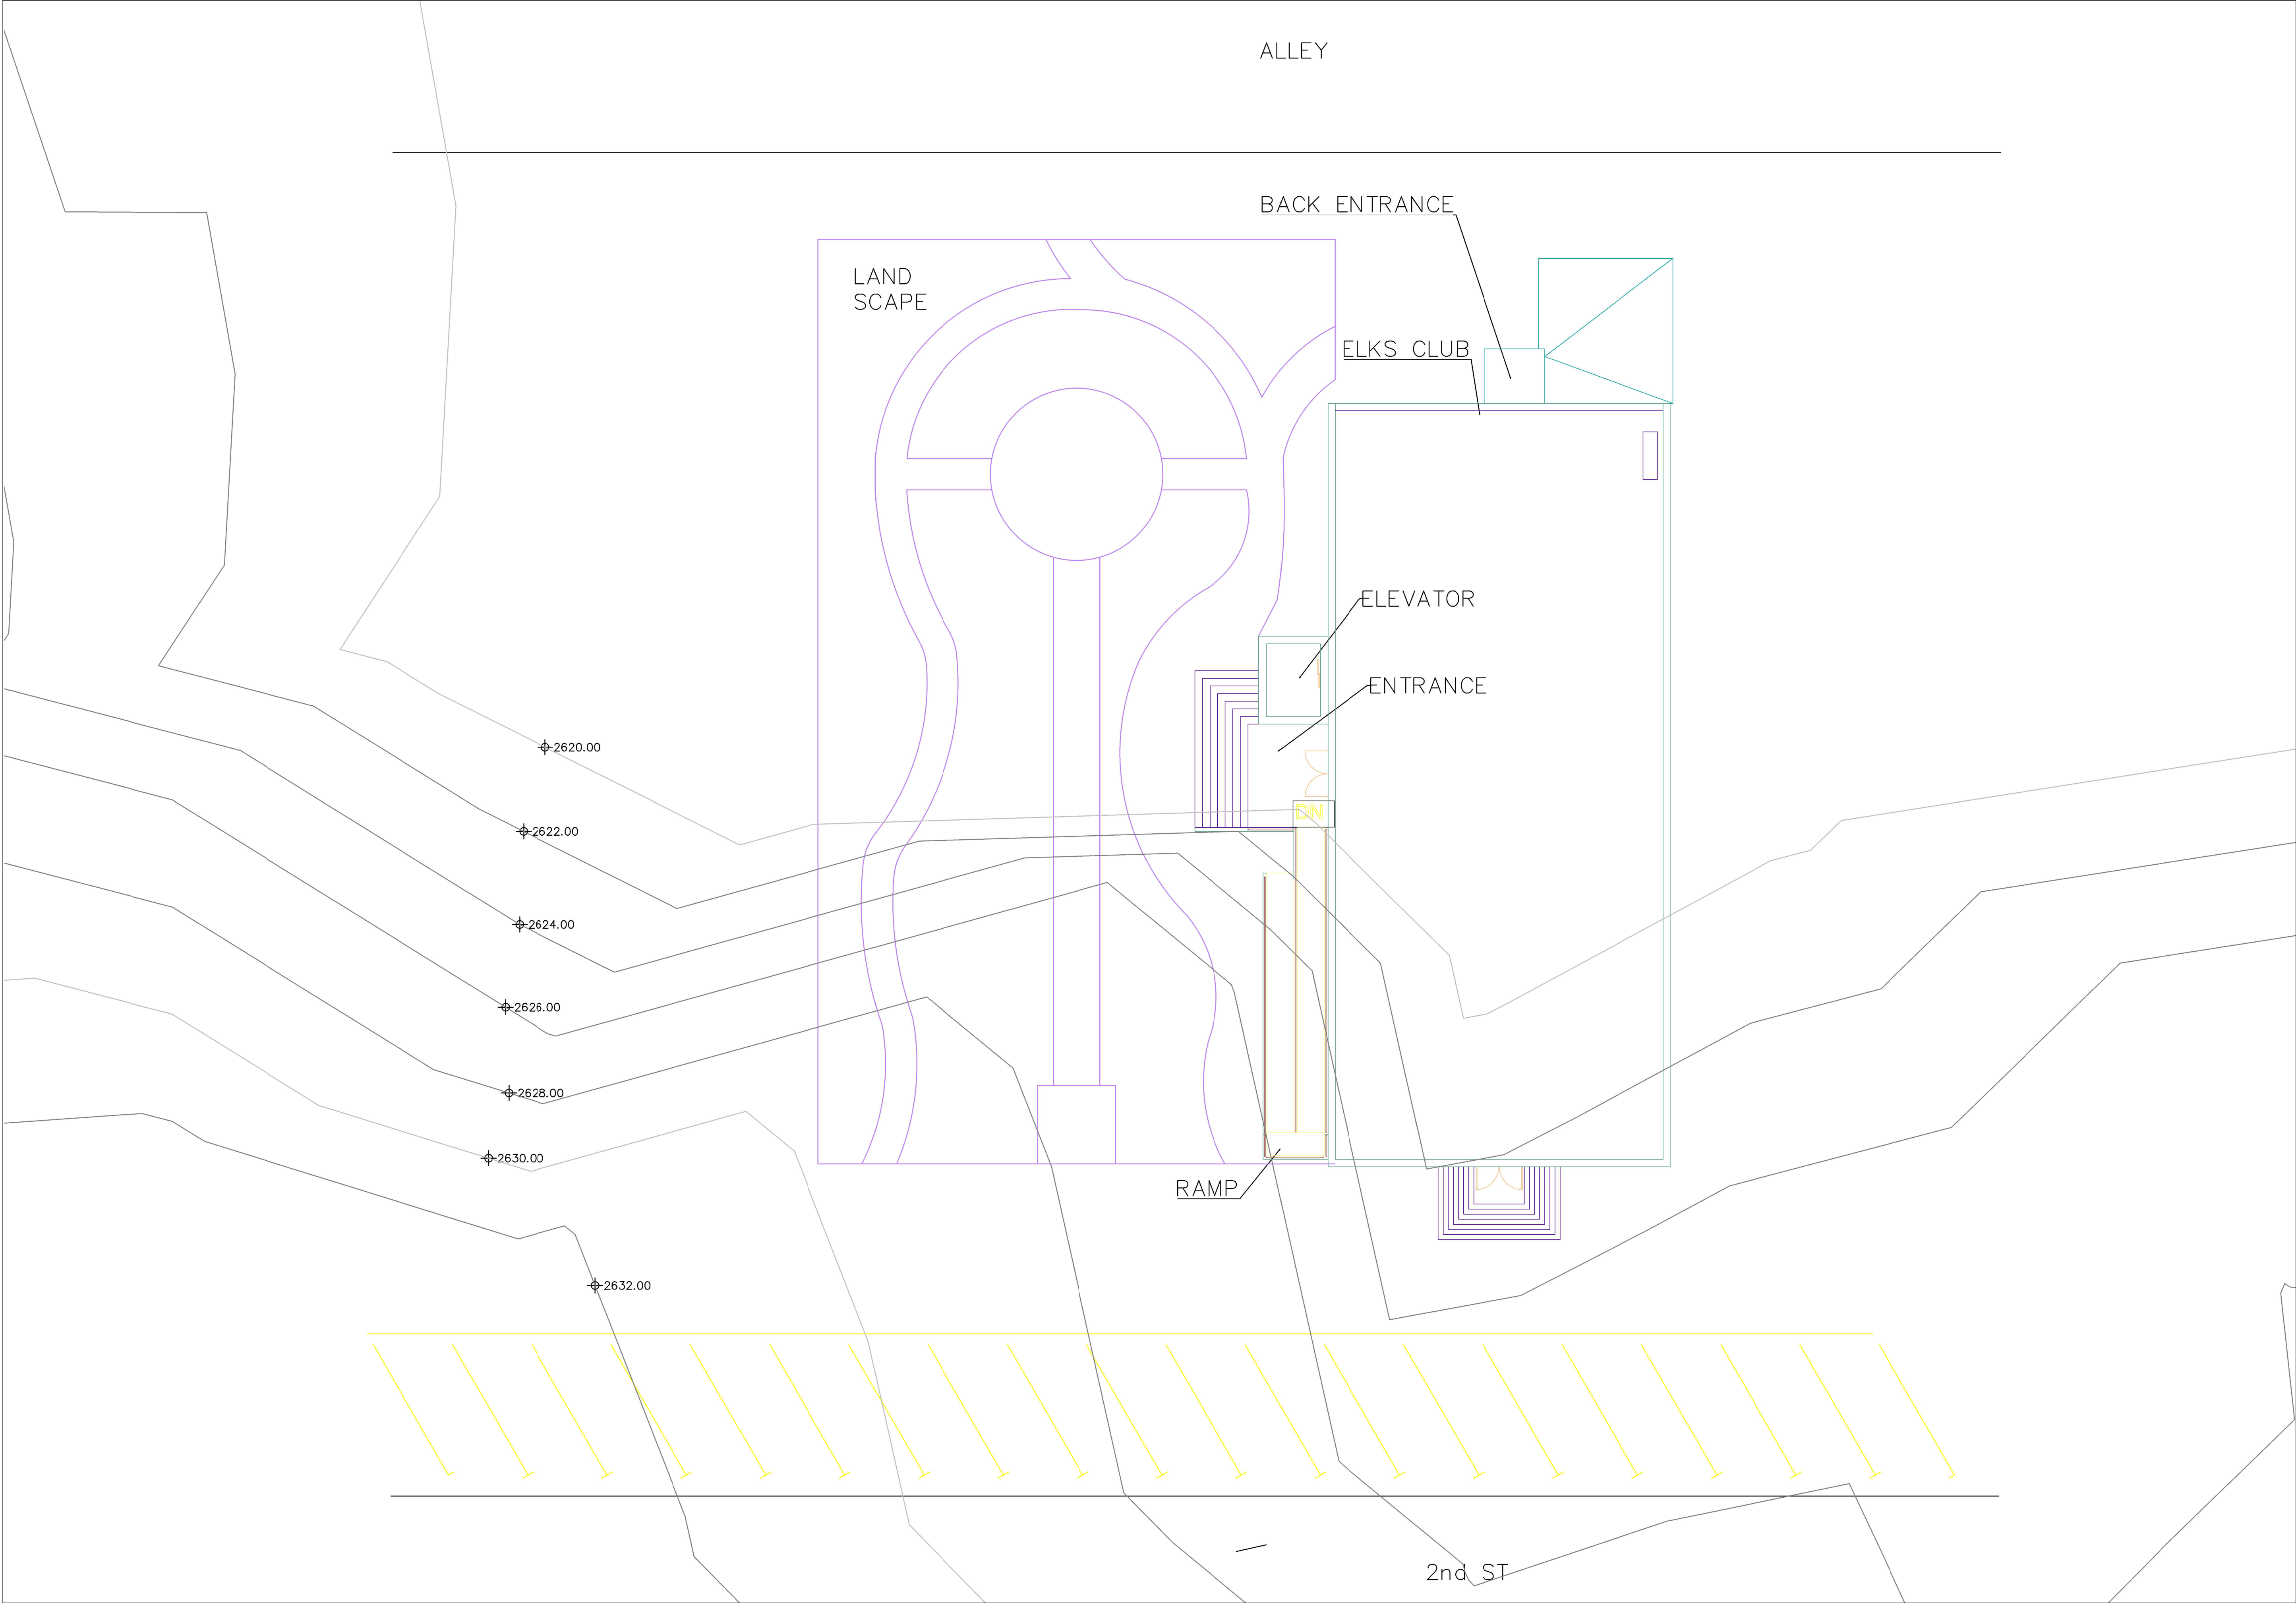 ALLEY
BACK ENTRANCE
LAND
SCAPE
ELKS CLUB
ELEVATOR
ENTRANCE
2620.00
DN
2622.00
2624.00
2626.00
2628.00
2630.00
RAMP
2632.00
2nd ST